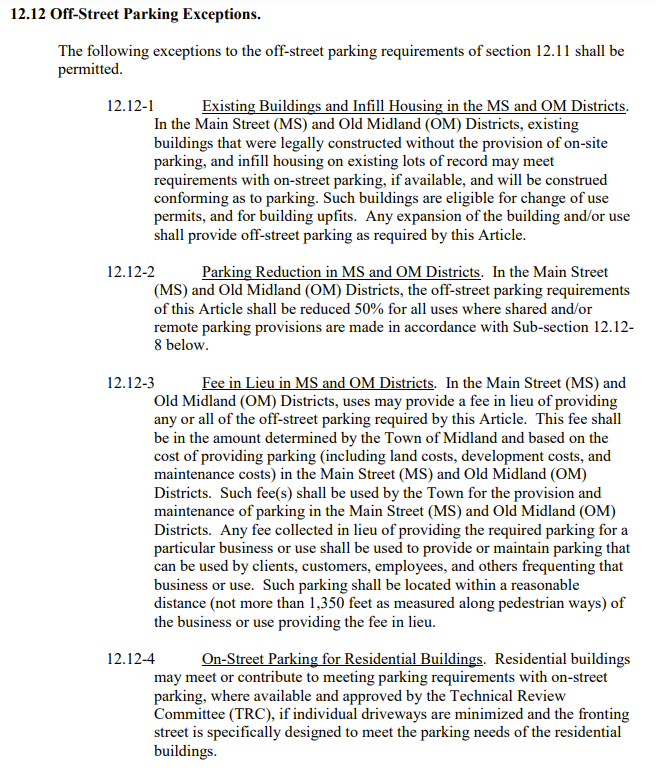 12.12 Off-Street Parking Exceptions.
The following exceptions to the off-street parking requirements of section 12.11 shall be
permitted.
12.12-1 Existing Buildings and Infill Housing in the MS and OM Districts.
In the Main Street (MS) and Old Midland (OM) Districts, existing
buildings that were legally constructed without the provision of on-site
parking, and infill housing on existing lots of record may meet
requirements with on-street parking, if available, and will be construed
conforming as to parking. Such buildings are eligible for change of use
permits, and for building upfits. Any expansion of the building and/or use
shall provide off-street parking as required by this Article.
12.12-2 Parking Reduction in MS and OM Districts. In the Main Street
(MS) and Old Midland (OM) Districts, the off-street parking requirements
of this Article shall be reduced 50% for all uses where shared and/or
remote parking provisions are made in accordance with Sub-section 12.12-
8 below.
12.12-3 Fee in Lieu in MS and OM Districts. In the Main Street (MS) and
Old Midland (OM) Districts, uses may provide a fee in lieu of providing
any or all of the off-street parking required by this Article. This fee shall
be in the amount determined by the Town of Midland and based on the
cost of providing parking (including land costs, development costs, and
maintenance costs) in the Main Street (MS) and Old Midland (OM)
Districts. Such fee(s) shall be used by the Town for the provision and
maintenance of parking in the Main Street (MS) and Old Midland (OM)
Districts. Any fee collected in lieu of providing the required parking for a
particular business or use shall be used to provide or maintain parking that
can be used by clients, customers, employees, and others frequenting that
business or use. Such parking shall be located within a reasonable
distance (not more than 1,350 feet as measured along pedestrian ways) of
the business or use providing the fee in lieu.
12.12-4 On-Street Parking for Residential Buildings. Residential buildings
may meet or contribute to meeting parking requirements with on-street
parking, where available and approved by the Technical Review
Committee (TRC), if individual driveways are minimized and the fronting
street is specifically designed to meet the parking needs of the residential
buildings.